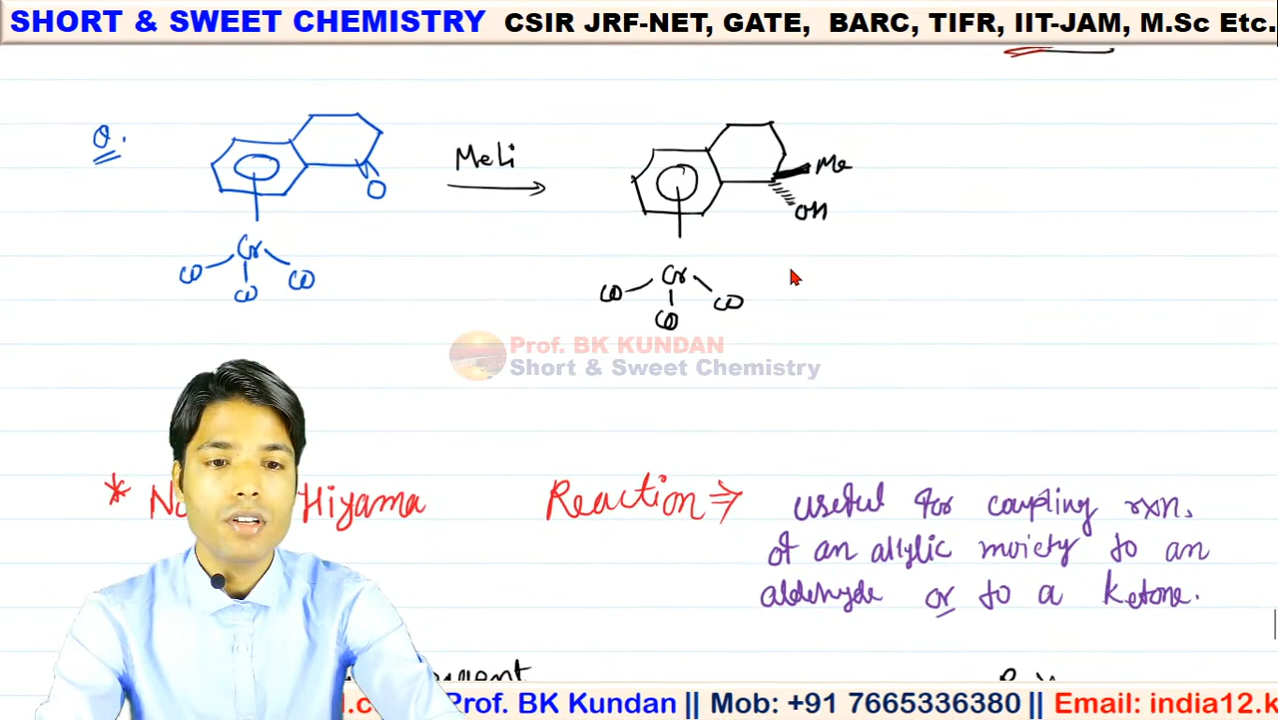 SHORT & SWEET CHEMISTRY CSIR JRF-NET, GATE, BARC, TIFR, IIT-JAM, M.Sc Etc.
Q.
O
MeLi
Me
OH
Cr
CO CO CO
Cr
CO CO CO
Prof. BK KUNDAN
Short & Sweet Chemistry
* Hiyama Reaction ⇒ useful for coupling rxn.
of an allylic moiety to an
aldehyde or to a ketone.
Prof. BK Kundan || Mob: +91 7665336380 || Email: india12.k